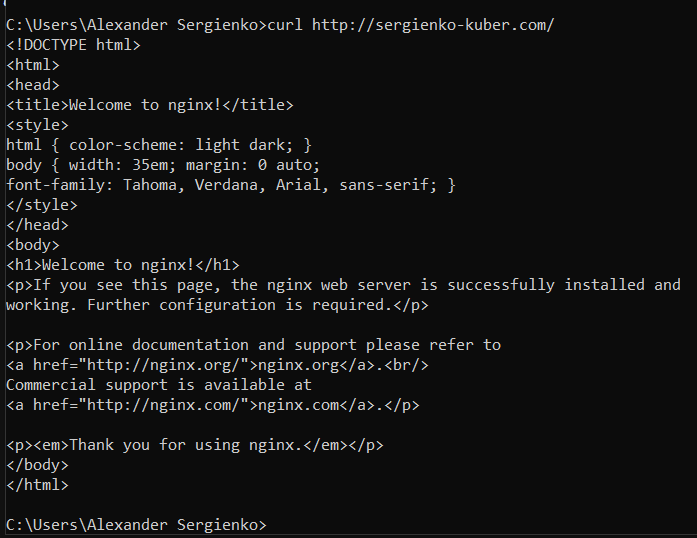 C:\Users\Alexander Sergienko>curl http://sergienko-kuber.com/
<!DOCTYPE html>
<html>
<head>
<title>Welcome to nginx!</title>
<style>
html { color-scheme: light dark; }
body { width: 35em; margin: 0 auto;
font-family: Tahoma, Verdana, Arial, sans-serif; }
</style>
</head>
<body>
<h1>Welcome to nginx!</h1>
<p>If you see this page, the nginx web server is successfully installed and
working. Further configuration is required.</p>

<p>For online documentation and support please refer to
<a href="http://nginx.org/">nginx.org</a>.<br/>
Commercial support is available at
<a href="http://nginx.com/">nginx.com</a>.</p>

<p><em>Thank you for using nginx.</em></p>
</body>
</html>

C:\Users\Alexander Sergienko>